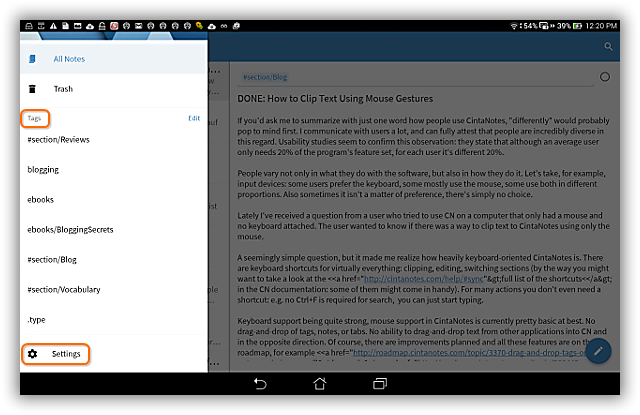 54% 39% 12:20 PM
All Notes
Trash
Tags Edit
#section/Reviews
blogging
ebooks
ebooks/BloggingSecrets
#section/Blog
#section/Vocabulary
.type
Settings
#section/Blog
DONE: How to Clip Text Using Mouse Gestures
If you'd ask me to summarize with just one word how people use CintaNotes, "differently" would probably
pop to mind first. I communicate with users a lot, and can fully attest that people are incredibly diverse in
this regard. Usability studies seem to confirm this observation: they state that although an average user
only needs 20% of the program's feature set, for each user it's different 20%.
People vary not only in what they do with the software, but also in how they do it. Let's take, for example,
input devices: some users prefer the keyboard, some mostly use the mouse, some use both in different
proportions. Also sometimes it isn't a matter of preference, there's simply no choice.
Lately I've received a question from a user who tried to use CN on a computer that only had a mouse and
no keyboard attached. The user wanted to know if there was a way to clip text to CintaNotes using only the
mouse.
A seemingly simple question, but it made me realize how heavily keyboard-oriented CintaNotes is. There
are keyboard shortcuts for virtually everything: clipping, editing, switching sections (by the way you might
want to take a look at the <<a href="http://cintanotes.com/help/#sync"&gt;full list of the shortcuts<</a&gt;
in the CN documentation: some of them might come in handy). For many actions you don't even need a
shortcut: e.g. no Ctrl+F is required for search, you can just start typing.
Keyboard support being quite strong, mouse support in CintaNotes is currently pretty basic at best. No
drag-and-drop of tags, notes, or tabs. No ability to drag-and-drop text from other applications into CN and
in the opposite direction. Of course, there are improvements planned and all these features are on the
roadmap, for example <<a href="http://roadmap.cintanotes.com/topic/3370-drag-and-drop-tags-or